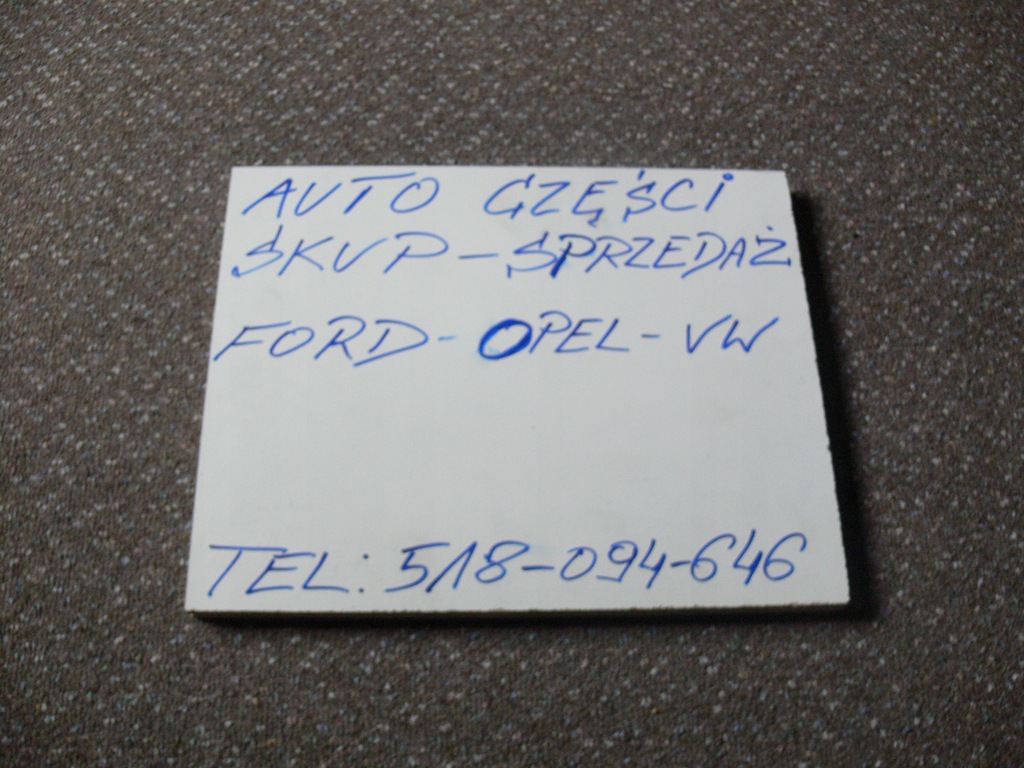 AUTO CZĘŚCI
SKUP - SPRZEDAŻ
FORD - OPEL - VW
TEL: 518-094-646